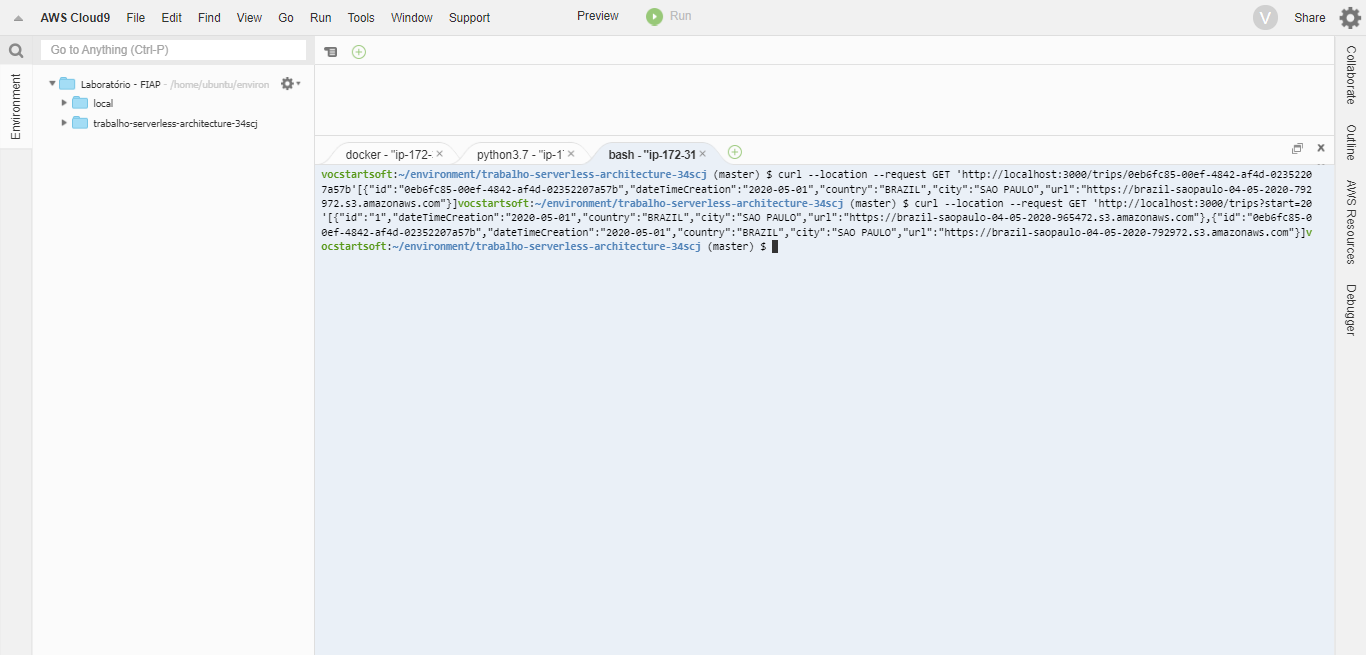 AWS Cloud9 File Edit Find View Go Run Tools Window Support Preview Run V Share
Go to Anything (Ctrl-P)
Environment
Laboratório - FIAP - /home/ubuntu/environ
local
trabalho-serverless-architecture-34scj
docker - "ip-172- × python3.7 - "ip-1 × bash - "ip-172-31 ×
vocstartsoft:~/environment/trabalho-serverless-architecture-34scj (master) $ curl --location --request GET 'http://localhost:3000/trips/0eb6fc85-00ef-4842-af4d-0235220
7a57b'[{"id":"0eb6fc85-00ef-4842-af4d-02352207a57b","dateTimeCreation":"2020-05-01","country":"BRAZIL","city":"SAO PAULO","url":"https://brazil-saopaulo-04-05-2020-792
972.s3.amazonaws.com"}]vocstartsoft:~/environment/trabalho-serverless-architecture-34scj (master) $ curl --location --request GET 'http://localhost:3000/trips?start=20
'[{"id":"1","dateTimeCreation":"2020-05-01","country":"BRAZIL","city":"SAO PAULO","url":"https://brazil-saopaulo-04-05-2020-965472.s3.amazonaws.com"},{"id":"0eb6fc85-0
0ef-4842-af4d-02352207a57b","dateTimeCreation":"2020-05-01","country":"BRAZIL","city":"SAO PAULO","url":"https://brazil-saopaulo-04-05-2020-792972.s3.amazonaws.com"}]v
ocstartsoft:~/environment/trabalho-serverless-architecture-34scj (master) $
Collaborate
Outline
AWS Resources
Debugger